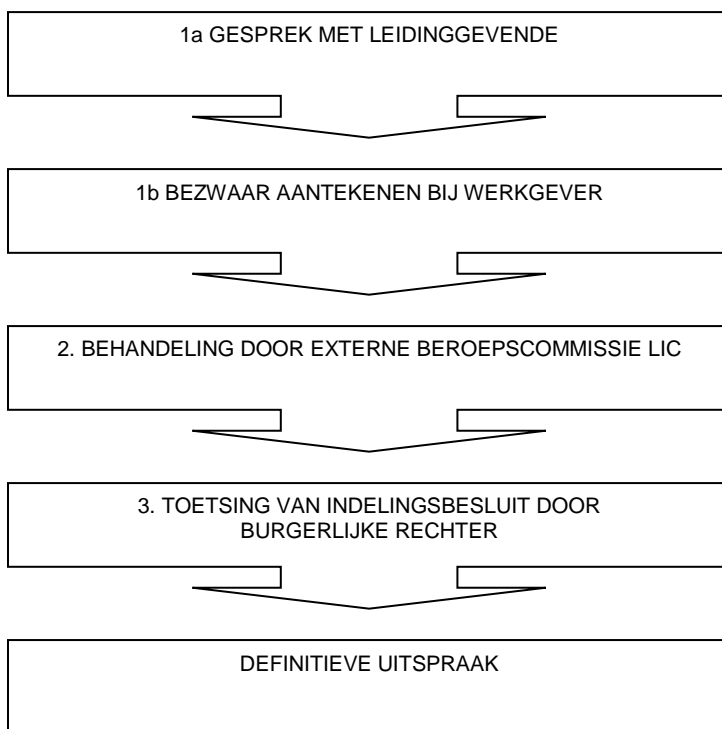 1a GESPREK MET LEIDINGGEVENDE
1b BEZWAAR AANTEKENEN BIJ WERKGEVER
2. BEHANDELING DOOR EXTERNE BEROEPSCOMMISSIE LIC
3. TOETSING VAN INDELINGSBESLUIT DOOR
BURGERLIJKE RECHTER
DEFINITIEVE UITSPRAAK